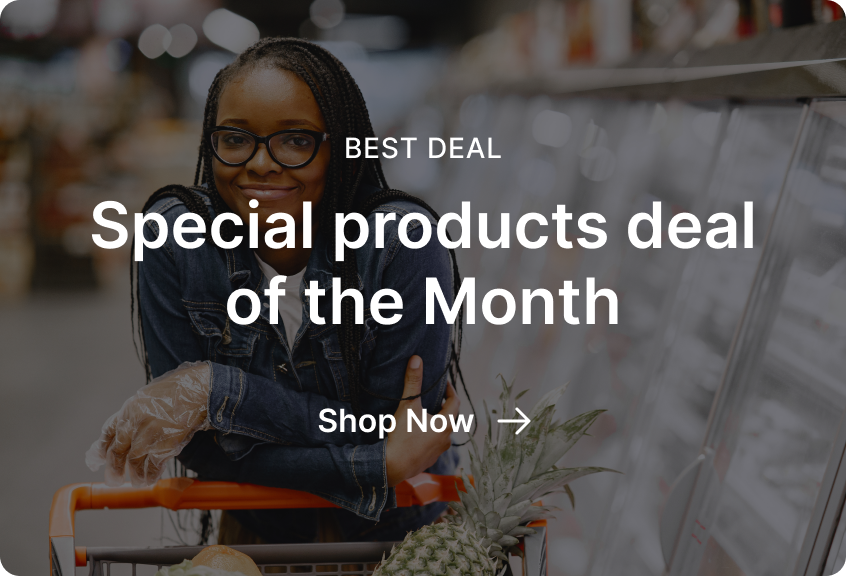 BEST DEAL
Special products deal
of the Month
Shop Now →